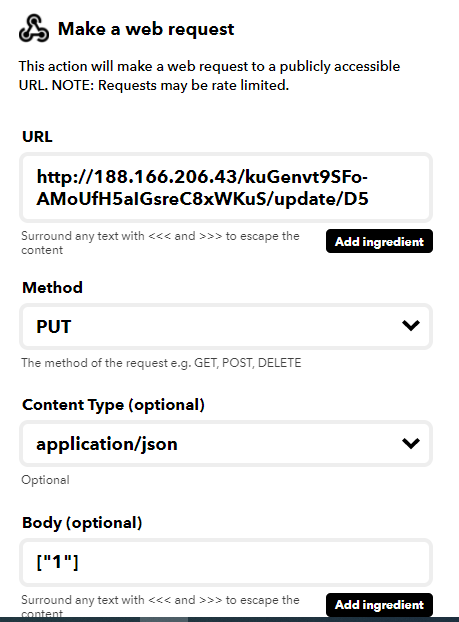 Make a web request
This action will make a web request to a publicly accessible
URL. NOTE: Requests may be rate limited.
URL
http://188.166.206.43/kuGenvt9SFo-
AMoUfH5aIGsreC8xWKuS/update/D5
Surround any text with <<< and >>> to escape the
content
Add ingredient
Method
PUT
The method of the request e.g. GET, POST, DELETE
Content Type (optional)
application/json
Optional
Body (optional)
["1"]
Surround any text with <<< and >>> to escape the
content
Add ingredient